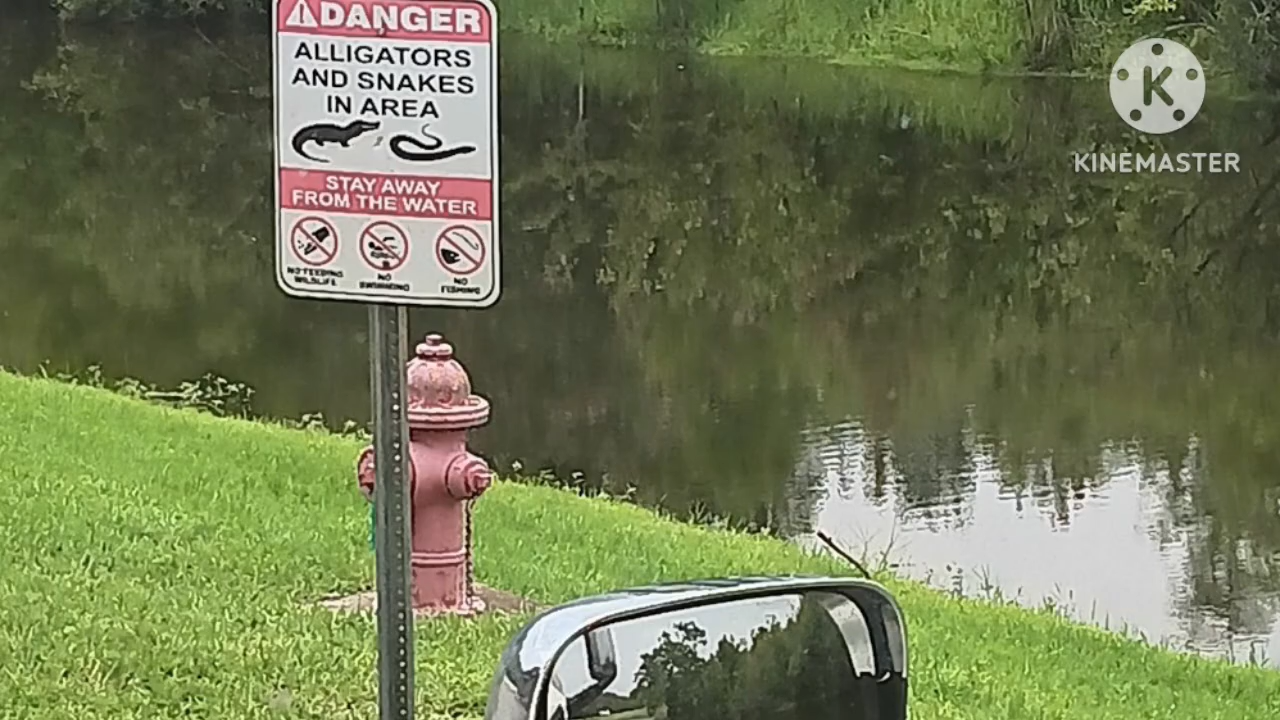 DANGER
ALLIGATORS
AND SNAKES
IN AREA
STAY AWAY
FROM THE WATER
NO FEEDING
WILDLIFE
NO
SWIMMING
NO
FISHING
K
KINEMASTER